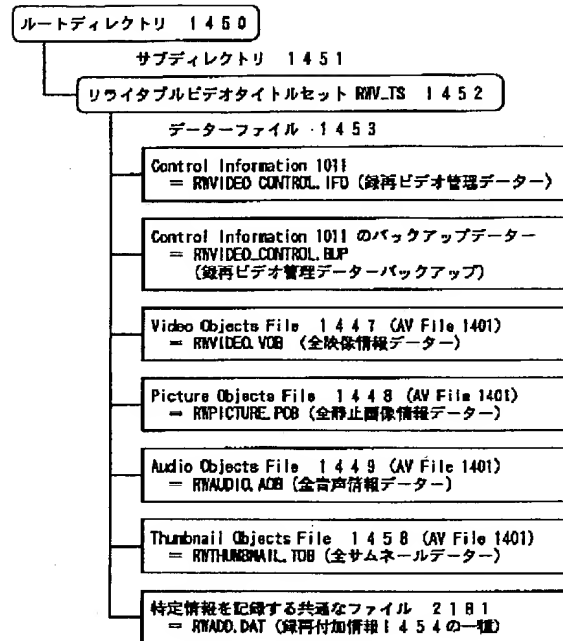 ルートディレクトリ 1450
サブディレクトリ 1451
リライタブルビデオタイトルセット RWV_TS 1452
データーファイル 1453
Control Information 1011
= RWVIDEO_CONTROL.IFO (録再ビデオ管理データー)
Control Information 1011 のバックアップデーター
= RWVIDEO_CONTROL.BUP
(録再ビデオ管理データーバックアップ)
Video Objects File 1447 (AV File 1401)
= RWVIDEO.VOB (全映像情報データー)
Picture Objects File 1448 (AV File 1401)
= RWPICTURE.POB (全静止画像情報データー)
Audio Objects File 1449 (AV File 1401)
= RWAUDIO.AOB (全音声情報データー)
Thumbnail Objects File 1458 (AV File 1401)
= RWTHUMBNAIL.TOB (全サムネールデーター)
特定情報を記録する共通なファイル 2181
= RWADD.DAT (録再付加情報1454の一種)